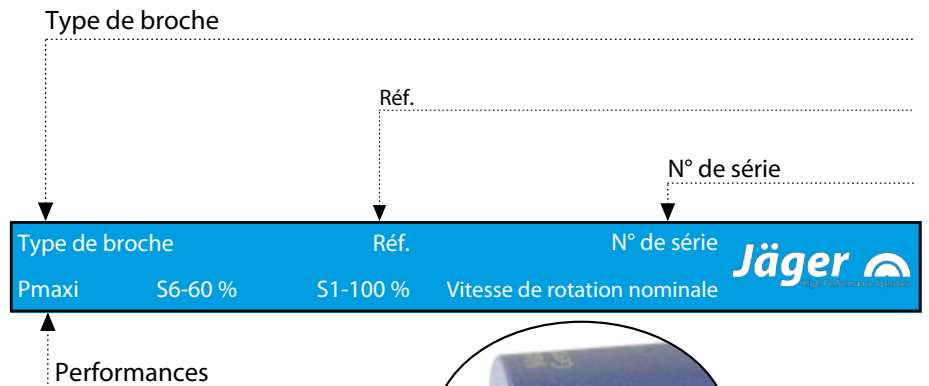 Type de broche
Réf.
N° de série
Type de broche Réf. N° de série
Jäger
Pmaxi S6-60 % S1-100 % Vitesse de rotation nominale
Performances